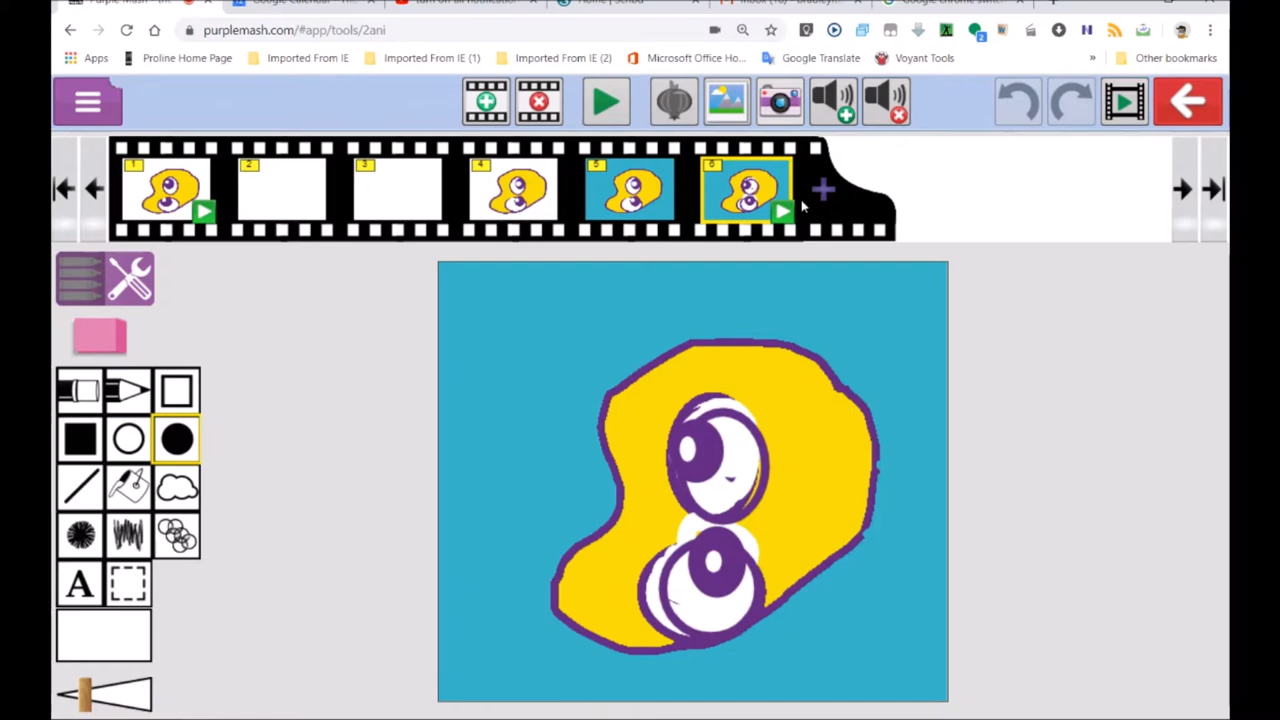 purplemash.com/#app/tools/2ani
2
Apps Proline Home Page Imported From IE Imported From IE (1) Imported From IE (2) Microsoft Office Ho... Google Translate Voyant Tools » Other bookmarks
1 2 3 4 5 6
A